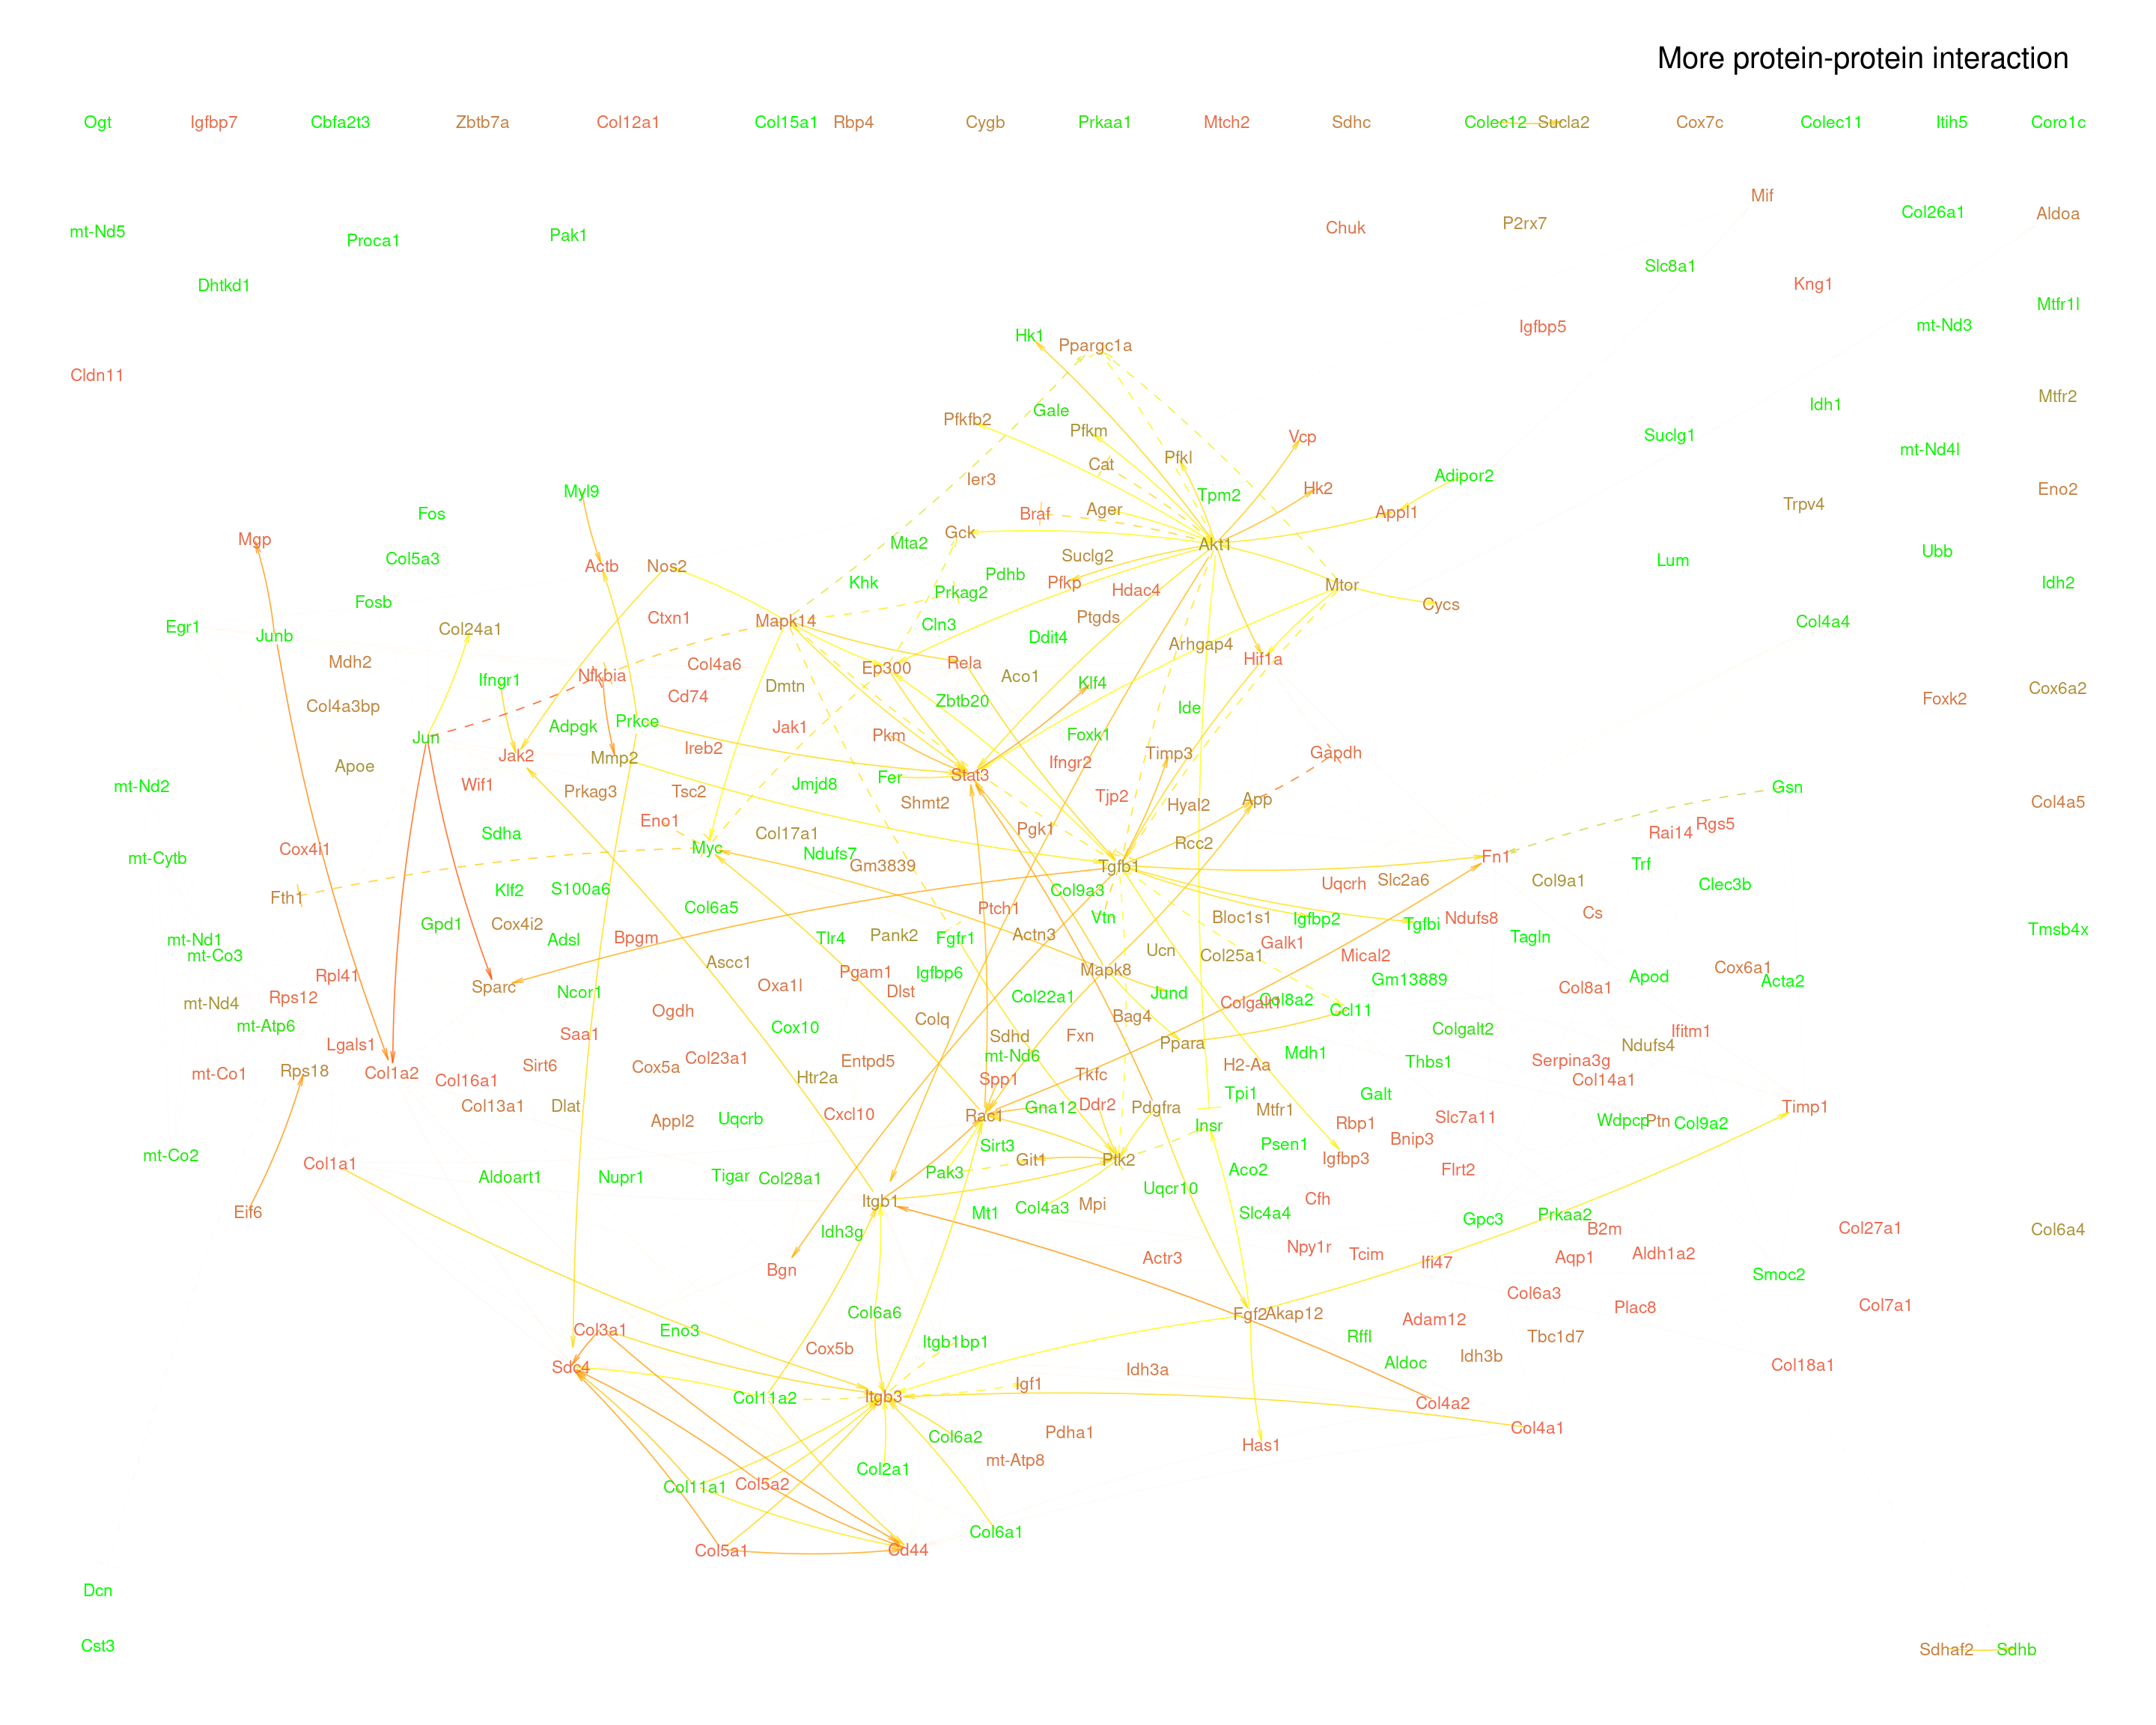 More protein-protein interaction
Ogt Igfbp7 Cbfa2t3 Zbtb7a Col12a1 Col15a1 Rbp4 Cygb Prkaa1 Mtch2 Sdhc Colec12 Sucla2 Cox7c Colec11 Itih5 Coro1c
Mif
Col26a1 Aldoa
Chuk P2rx7
mt-Nd5 Proca1 Pak1
Slc8a1
Dhtkd1 Kng1
Mtfr1l
Igfbp5 mt-Nd3
Hk1 Ppargc1a
Cldn11
Mtfr2
Gale Idh1
Pfkfb2 Pfkm
Vcp Suclg1
mt-Nd4l
Cat Pfkl
Ier3 Adipor2
Myl9 Tpm2 Hk2 Eno2
Fos Braf Ager Appl1 Trpv4
Mgp Gck Mta2 Akt1
Col5a3 Suclg2 Lum Ubb
Actb Nos2 Khk Pdhb Pfkp Mtor Idh2
Fosb Prkag2 Hdac4 Cycs
Egr1 Junb Col24a1 Ctxn1 Mapk14 Cln3 Ddit4 Ptgds Col4a4
Mdh2 Col4a6 Ep300 Rela Arhgap4 Hif1a
Ifngr1 Nfkbia Dmtn Aco1 Klf4 Cox6a2
Col4a3bp Cd74 Zbtb20 Ide Foxk2
Jun Adpgk Prkce Jak1 Pkm Foxk1
Apoe Jak2 Mmp2 Ireb2 Stat3 Ifngr2 Timp3 Gapdh
mt-Nd2 Wif1 Prkag3 Tsc2 Jmjd8 Fer Gsn
Shmt2 Tjp2 Hyal2 App Col4a5
Sdha Eno1 Col17a1 Pgk1 Rai14 Rgs5
mt-Cytb Cox4i1 Myc Ndufs7 Gm3839 Tgfb1 Rcc2 Fn1 Trf
Fth1 Klf2 S100a6 Col9a3 Uqcrh Slc2a6 Col9a1 Clec3b
Gpd1 Cox4i2 Col6a5 Ptch1 Vtn Bloc1s1 Igfbp2 Tgfbi Ndufs8 Cs
mt-Nd1 Adsl Bpgm Tlr4 Pank2 Fgfr1 Actn3 Galk1 Tagln Tmsb4x
mt-Co3 Ascc1 Ucn Col25a1 Mical2
Rpl41 Sparc Pgam1 Igfbp6 Mapk8 Gm13889 Apod Cox6a1 Acta2
mt-Nd4 Rps12 Ncor1 Oxa1l Dlst Col22a1 Jund Colgalt1 Col8a2 Ccl11 Col8a1
mt-Atp6 Saa1 Ogdh Cox10 Colq Sdhd Bag4 Colgalt2 Ifitm1
Lgals1 Fxn Ppara Ndufs4
mt-Co1 Rps18 Col1a2 Sirt6 Cox5a Col23a1 Entpd5 mt-Nd6 H2-Aa Mdh1 Thbs1 Serpina3g
Col16a1 Htr2a Spp1 Tkfc Col14a1
Col13a1 Dlat Appl2 Uqcrb Cxcl10 Rac1 Gna12 Ddr2 Pdgfra Tpi1 Mtfr1 Galt Timp1
Insr Rbp1 Slc7a11 Wdpcp Ptn Col9a2
mt-Co2 Col1a1 Sirt3 Git1 Ptk2 Psen1 Igfbp3 Bnip3
Aldoart1 Nupr1 Tigar Col28a1 Pak3 Uqcr10 Aco2 Flrt2
Eif6 Itgb1 Mt1 Col4a3 Mpi Slc4a4 Cfh Gpc3 Prkaa2
Idh3g B2m Col27a1 Col6a4
Bgn Actr3 Npy1r Tcim Ifi47 Aqp1 Aldh1a2 Smoc2
Col6a6 Fgf2 Akap12 Col6a3 Plac8 Col7a1
Col3a1 Eno3 Cox5b Itgb1bp1 Rffl Adam12 Tbc1d7
Sdc4 Idh3a Aldoc Idh3b Col18a1
Col11a2 Itgb3 Igf1 Col4a2
Col6a2 Pdha1 Has1 Col4a1
Col11a1 Col5a2 Col2a1 mt-Atp8
Col5a1 Cd44 Col6a1
Dcn
Cst3 Sdhaf2 Sdhb